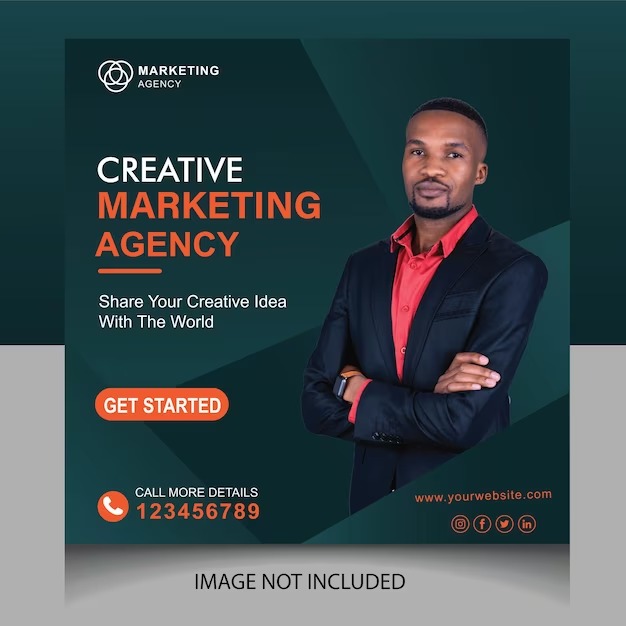 MARKETING
AGENCY
CREATIVE
MARKETING
AGENCY
Share Your Creative Idea
With The World
GET STARTED
CALL MORE DETAILS
123456789
www.yourwebsite.com
IMAGE NOT INCLUDED